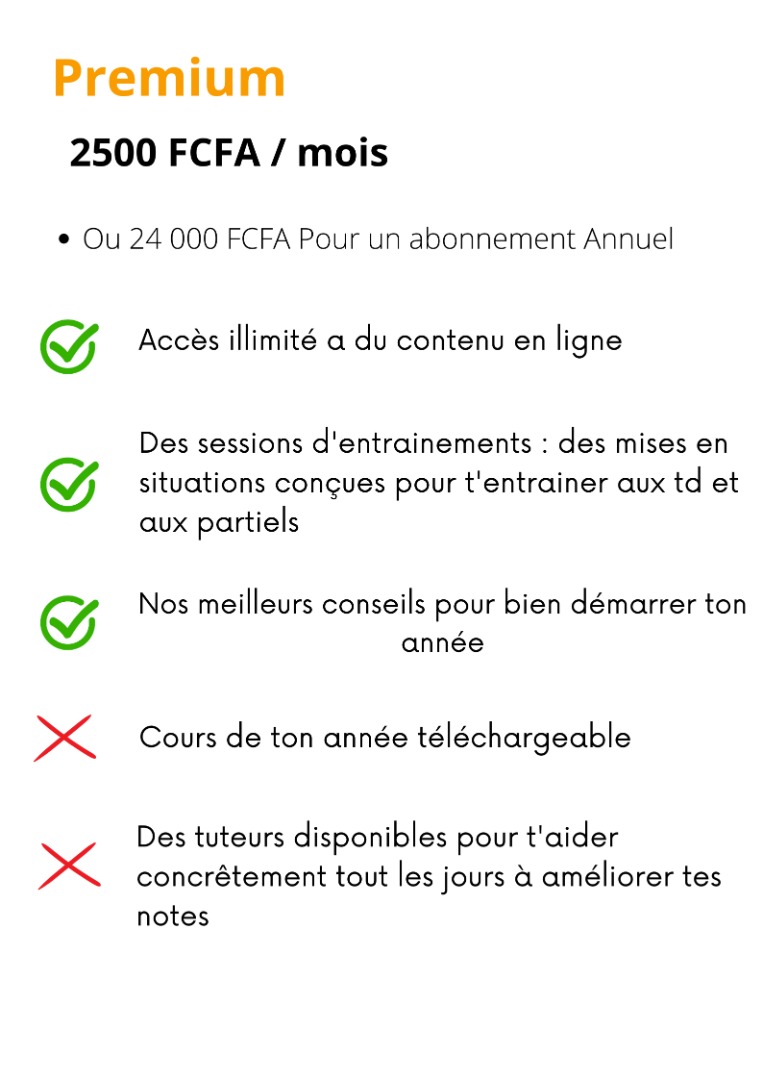 Premium
2500 FCFA / mois
• Ou 24 000 FCFA Pour un abonnement Annuel
Accès illimité a du contenu en ligne
Des sessions d'entrainements : des mises en
situations conçues pour t'entrainer aux td et
aux partiels
Nos meilleurs conseils pour bien démarrer ton
année
Cours de ton année téléchargeable
Des tuteurs disponibles pour t'aider
concrêtement tout les jours à améliorer tes
notes